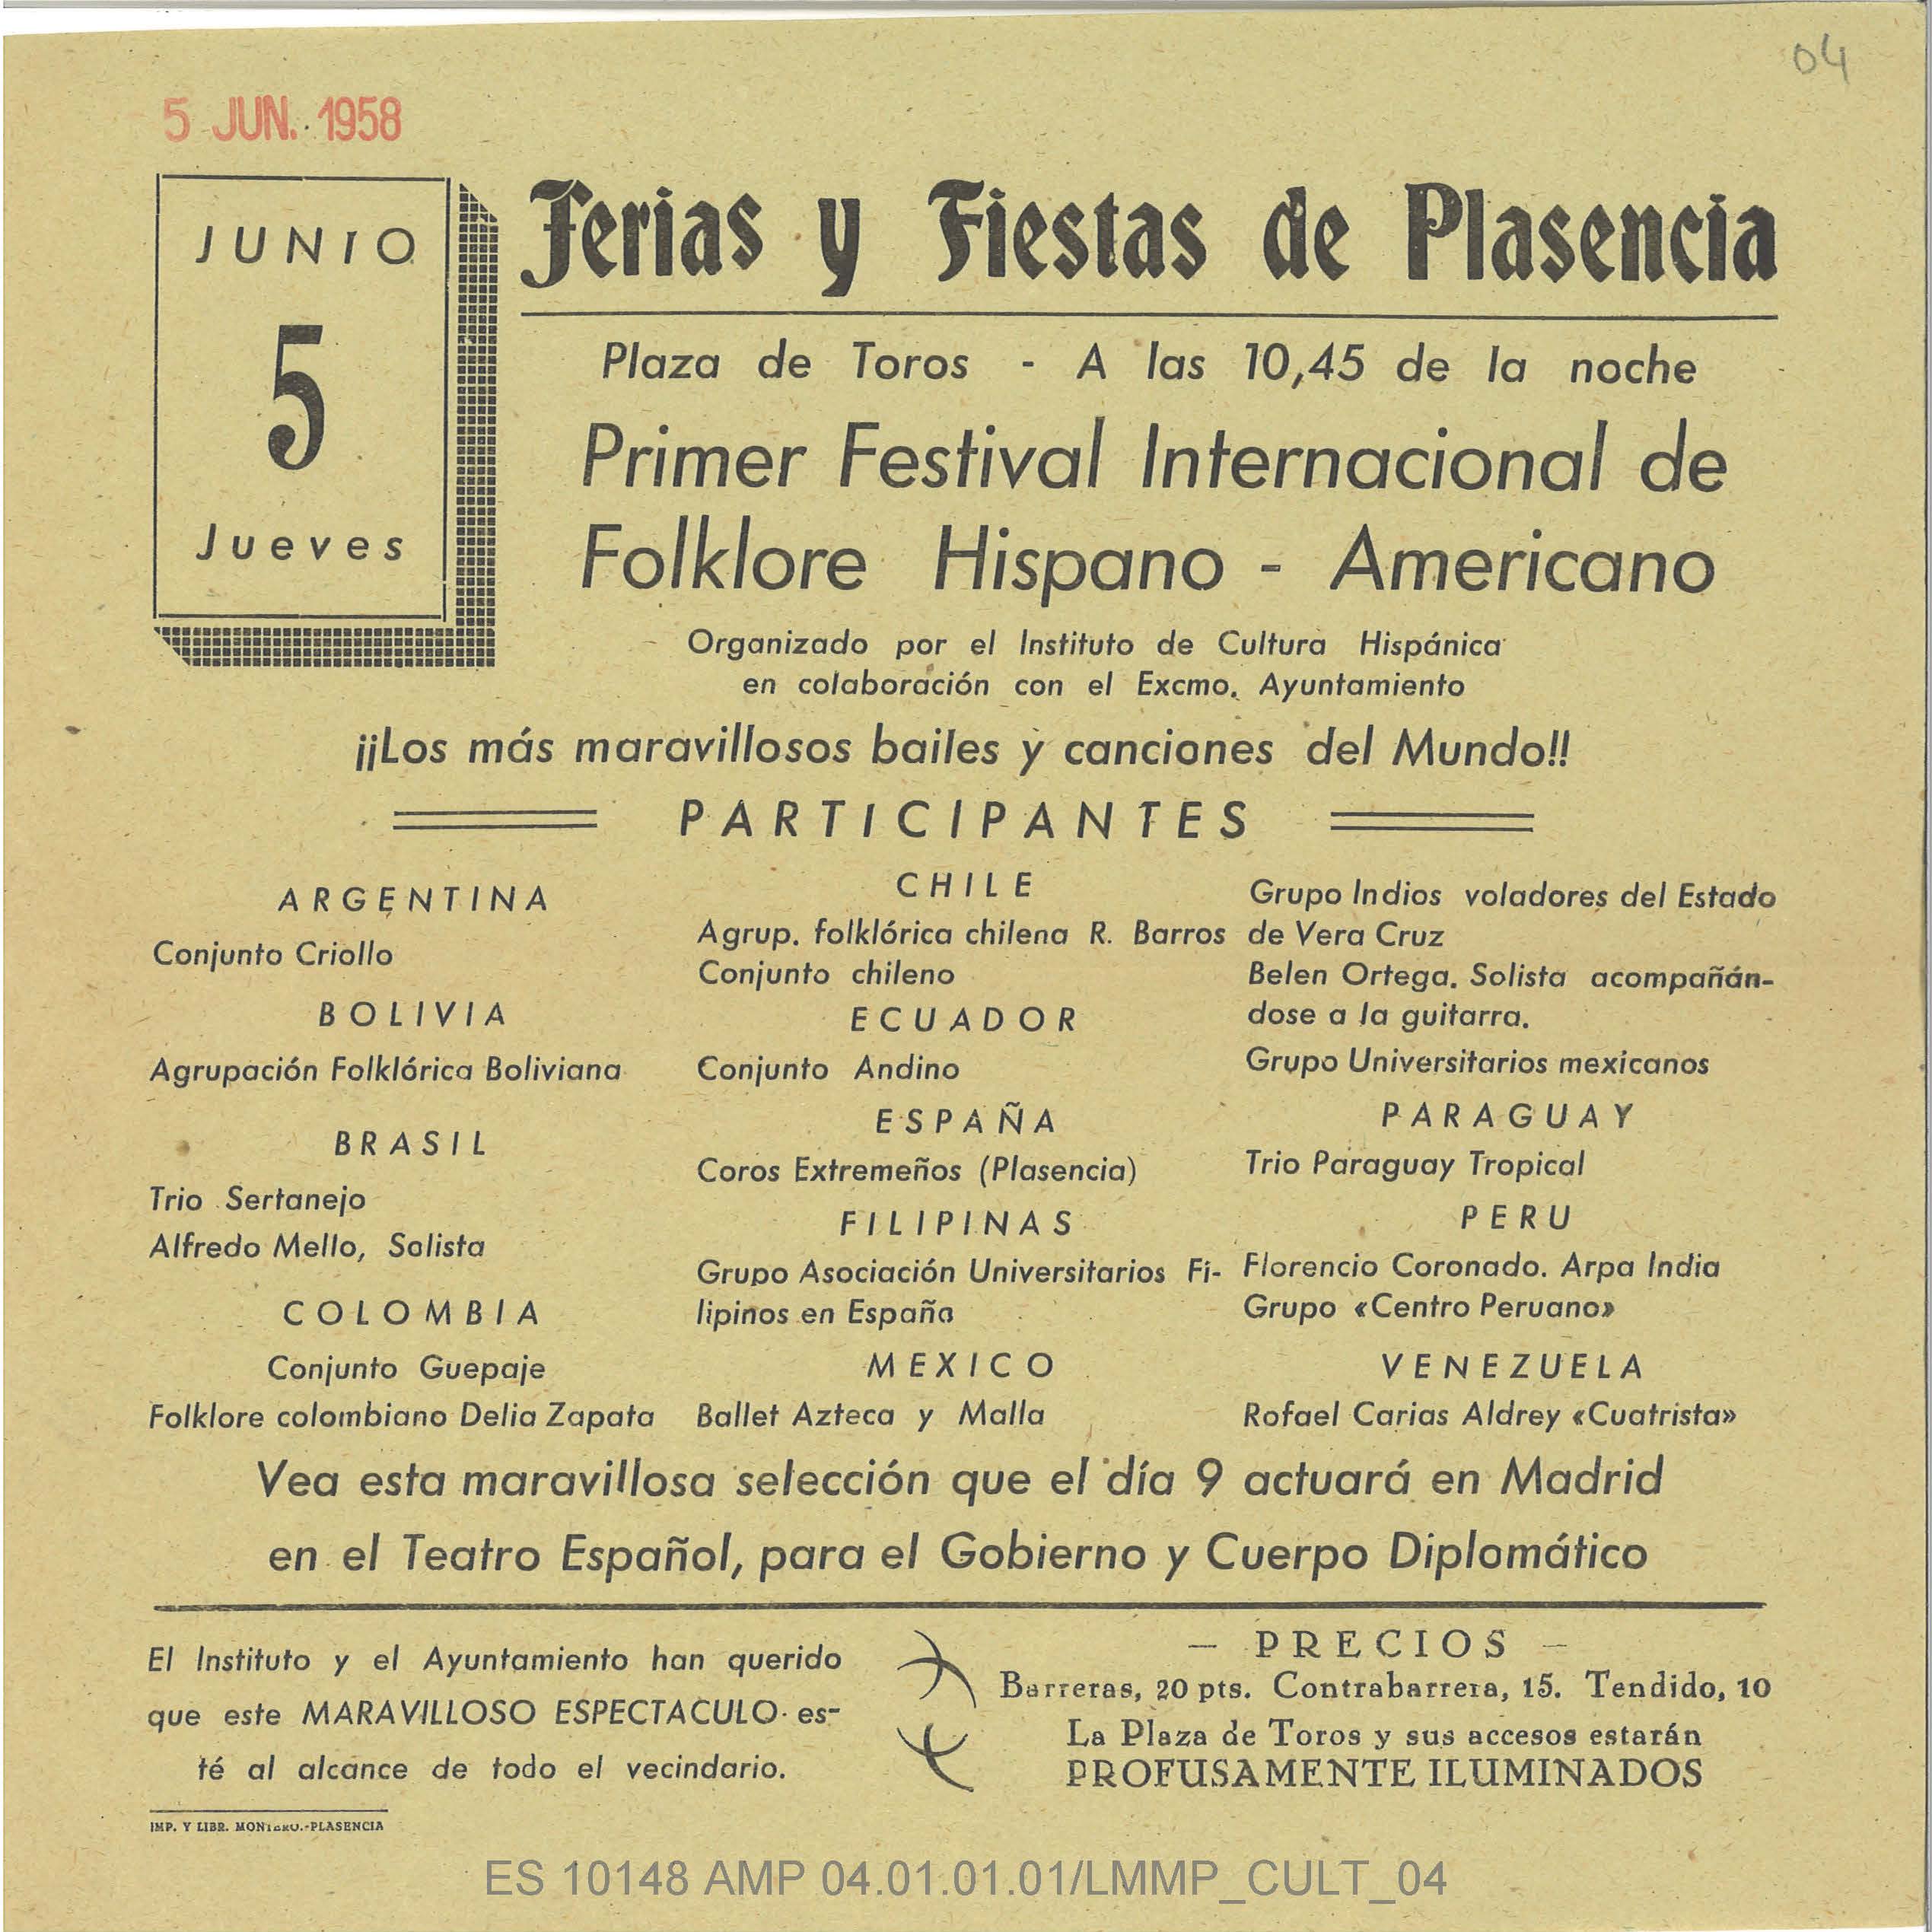 04
5 JUN. 1958
JUNIO
5
Jueves
Ferias y Fiestas de Plasencia
Plaza de Toros - A las 10,45 de la noche
Primer Festival Internacional de
Folklore Hispano - Americano
Organizado por el Instituto de Cultura Hispánica
en colaboración con el Excmo. Ayuntamiento
¡¡Los más maravillosos bailes y canciones del Mundo!!
PARTICIPANTES
ARGENTINA
Conjunto Criollo
BOLIVIA
Agrupación Folklórica Boliviana
BRASIL
Trio Sertanejo
Alfredo Mello, Solista
COLOMBIA
Conjunto Guepaje
Folklore colombiano Delia Zapata
CHILE
Agrup. folklórica chilena R. Barros
Conjunto chileno
ECUADOR
Conjunto Andino
ESPAÑA
Coros Extremeños (Plasencia)
FILIPINAS
Grupo Asociación Universitarios Fi-
lipinos en España
MEXICO
Ballet Azteca y Malla
Grupo Indios voladores del Estado
de Vera Cruz
Belen Ortega. Solista acompañán-
dose a la guitarra.
Grupo Universitarios mexicanos
PARAGUAY
Trio Paraguay Tropical
PERU
Florencio Coronado. Arpa India
Grupo «Centro Peruano»
VENEZUELA
Rofael Carias Aldrey «Cuatrista»
Vea esta maravillosa selección que el día 9 actuará en Madrid
en el Teatro Español, para el Gobierno y Cuerpo Diplomático
El Instituto y el Ayuntamiento han querido
que este MARAVILLOSO ESPECTACULO es-
té al alcance de todo el vecindario.
- PRECIOS -
Barreras, 20 pts. Contrabarrera, 15. Tendido, 10
La Plaza de Toros y sus accesos estarán
PROFUSAMENTE ILUMINADOS
IMP. Y LIBR. MONTERO.-PLASENCIA
ES 10148 AMP 04.01.01.01/LMMP_CULT_04